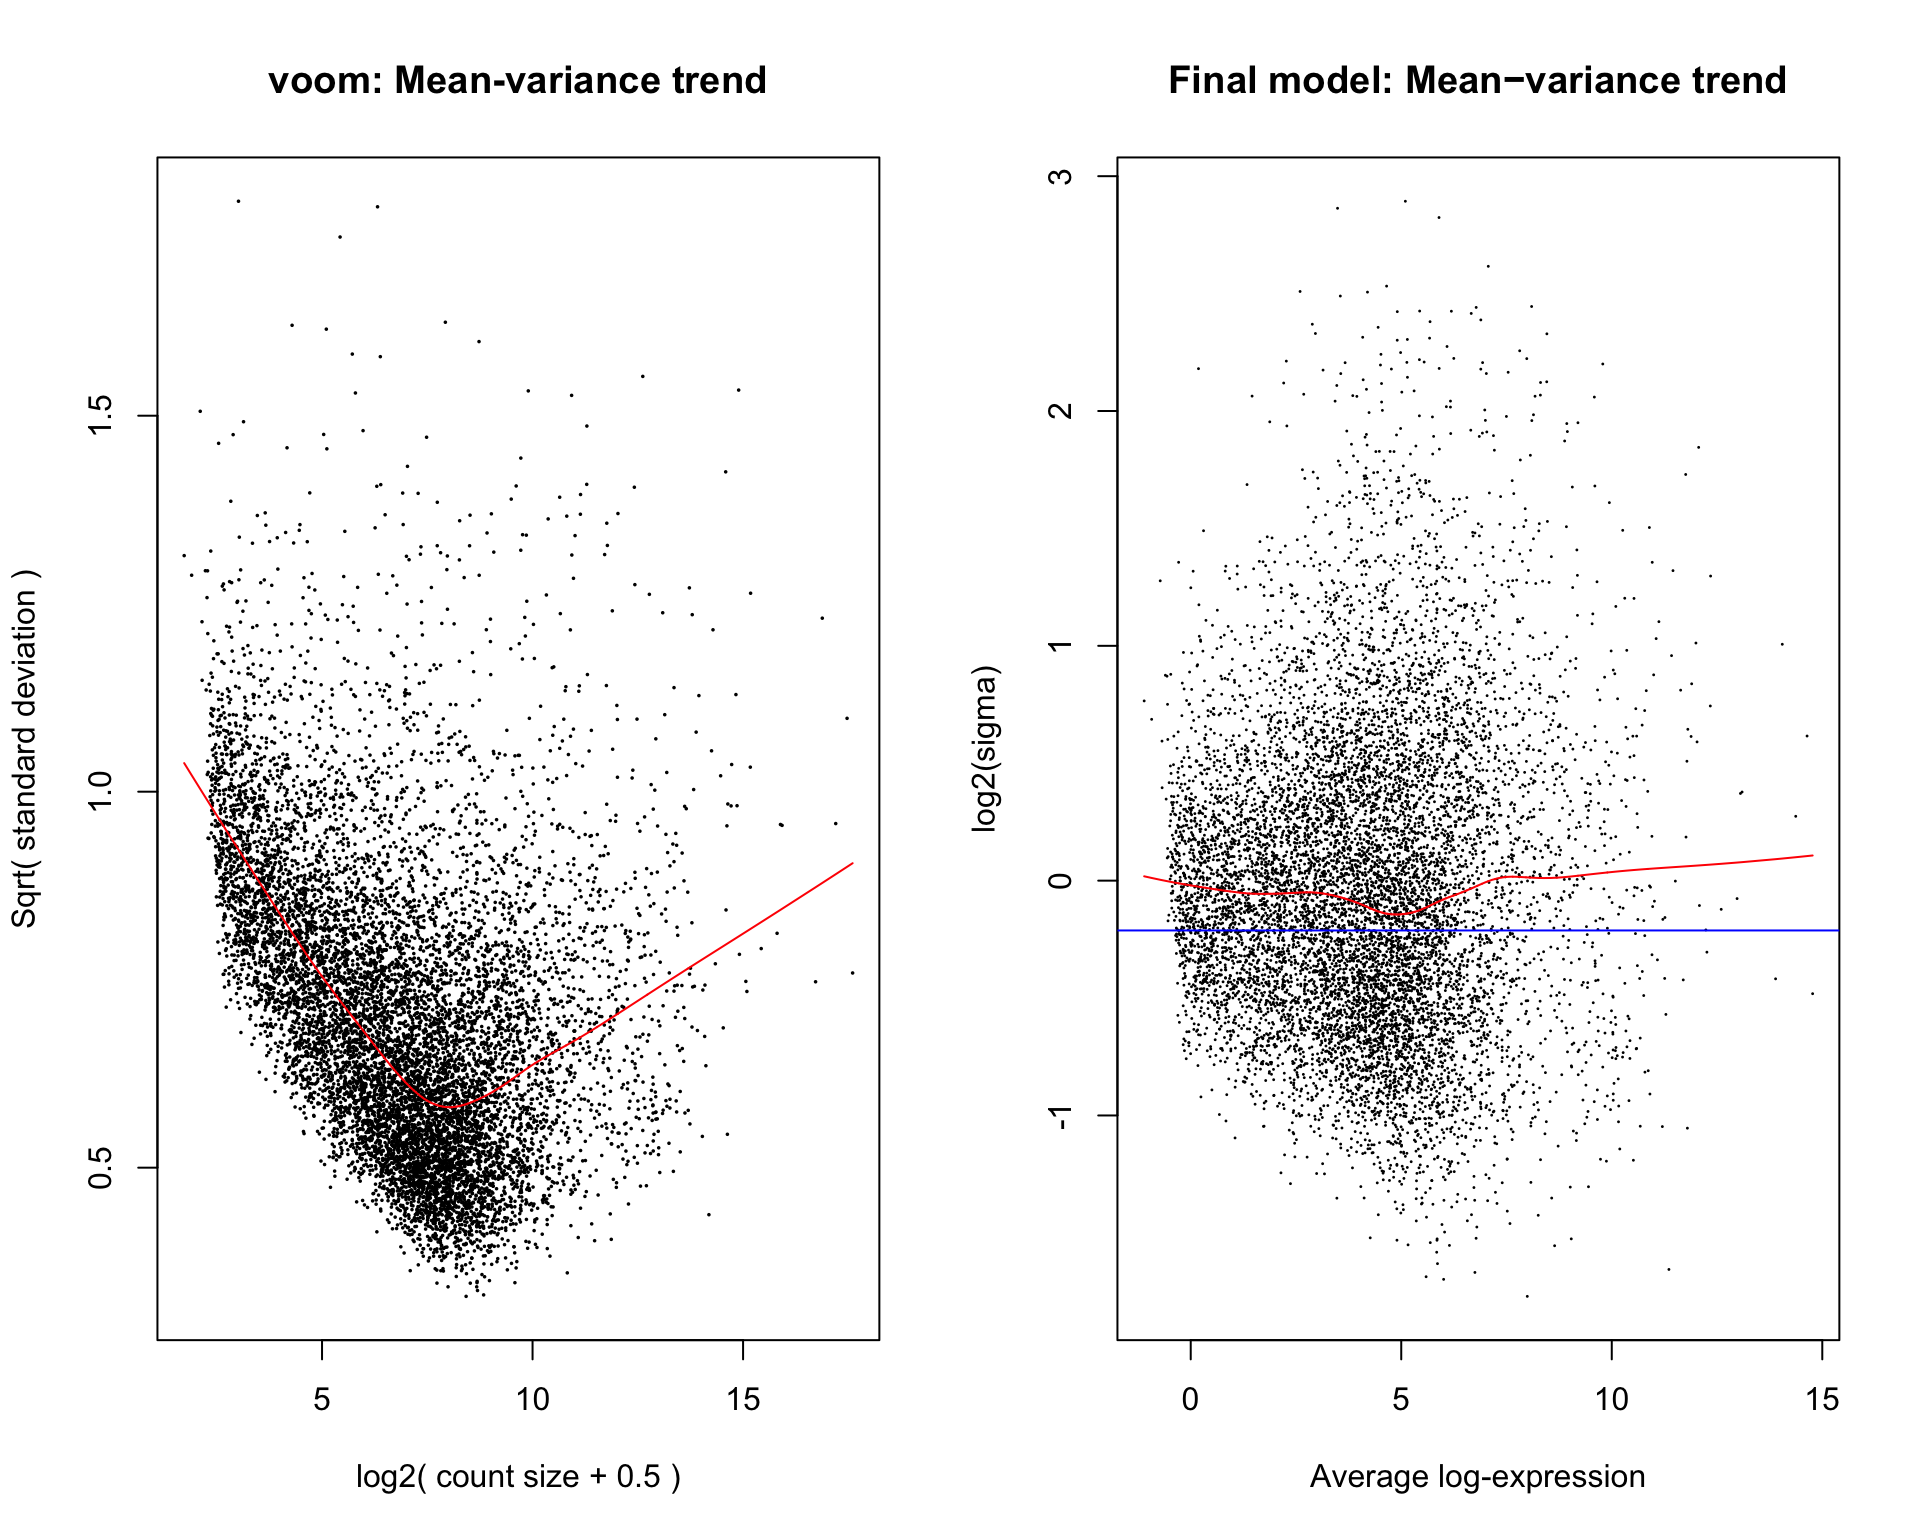 voom: Mean-variance trend
Sqrt( standard deviation )
1.5
1.0
0.5
5 10 15
log2( count size + 0.5 )
Final model: Mean−variance trend
log2(sigma)
3
2
1
0
-1
0 5 10 15
Average log-expression